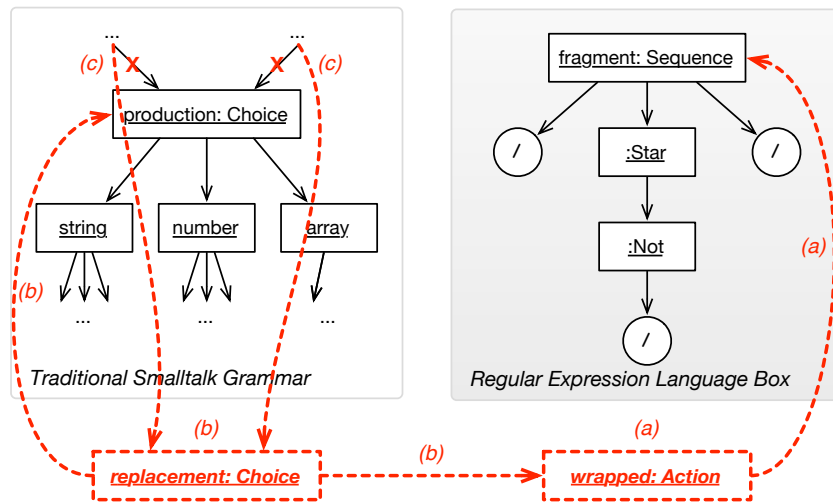 ...
...
(c)
X
X
(c)
production: Choice
string
number
array
(b)
...
...
...
Traditional Smalltalk Grammar
fragment: Sequence
/
:Star
/
:Not
(a)
/
Regular Expression Language Box
(b)
(b)
(a)
replacement: Choice
wrapped: Action